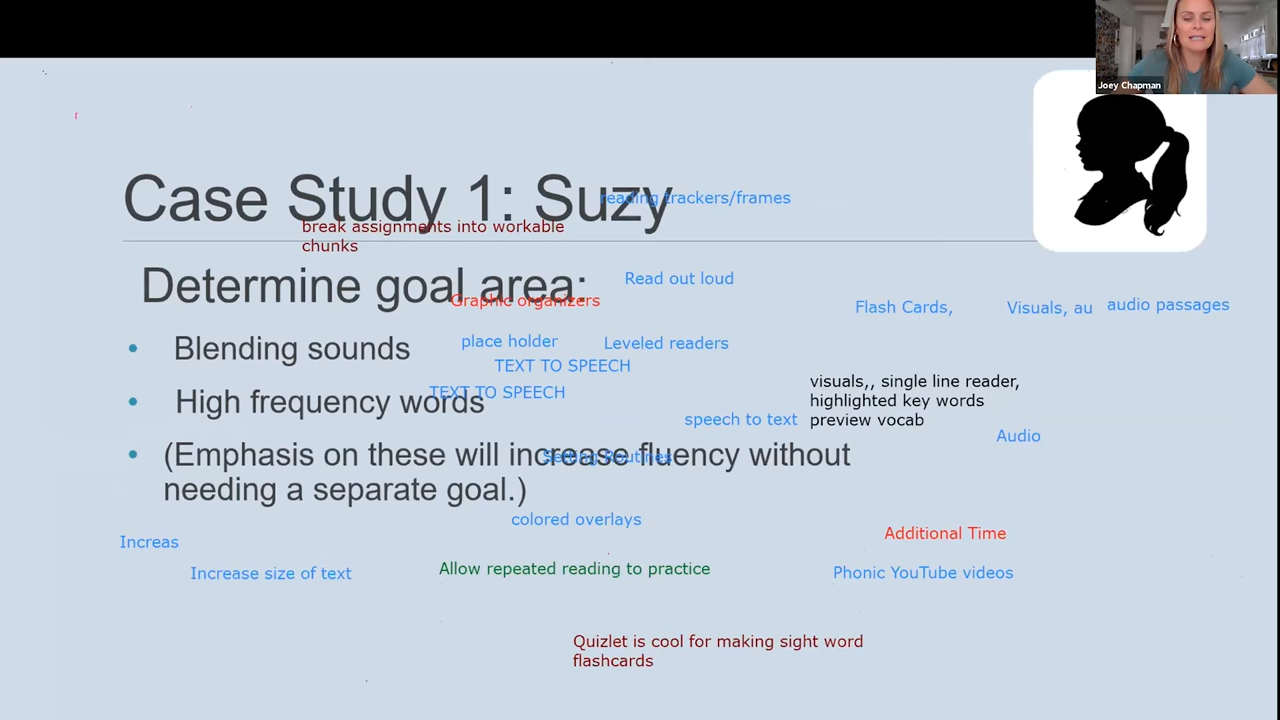 Joey Chapman
r
Case Study 1: Suzy
reading trackers/frames
break assignments into workable
chunks
Determine goal area:
Read out loud
Graphic organizers
Flash Cards,
Visuals, au
audio passages
Blending sounds
place holder
Leveled readers
TEXT TO SPEECH
TEXT TO SPEECH
High frequency words
visuals,, single line reader,
highlighted key words
preview vocab
speech to text
Audio
(Emphasis on these will increase fluency without
needing a separate goal.)
Setting Routines
colored overlays
Additional Time
Increas
Increase size of text
Allow repeated reading to practice
Phonic YouTube videos
Quizlet is cool for making sight word
flashcards